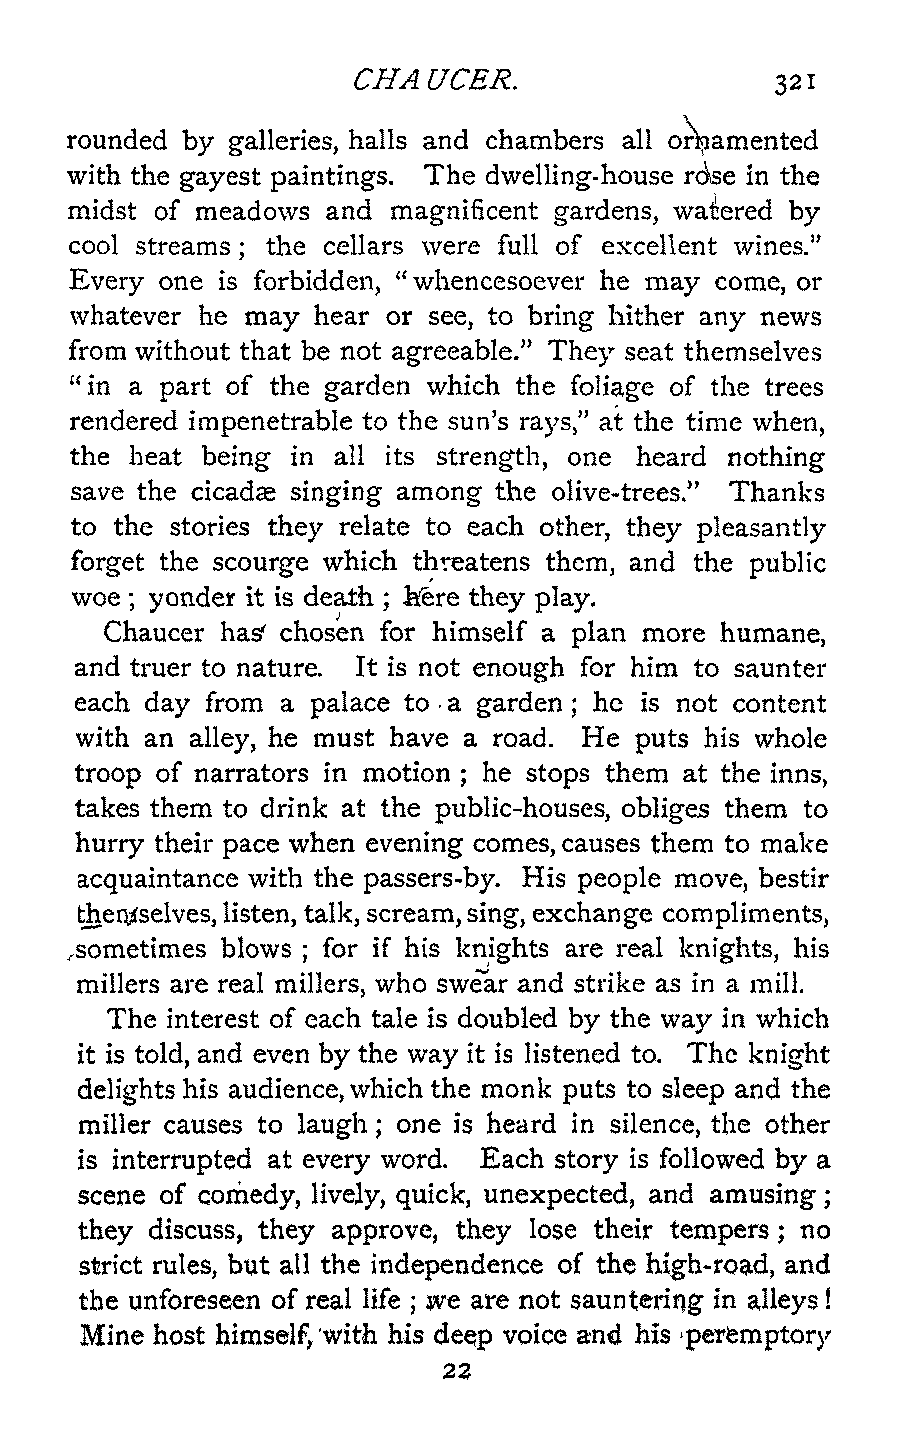 CHAUCER. 321
rounded by galleries, halls and chambers all ornamented
with the gayest paintings. The dwelling-house rose in the
midst of meadows and magnificent gardens, watered by
cool streams ; the cellars were full of excellent wines."
Every one is forbidden, "whencesoever he may come, or
whatever he may hear or see, to bring hither any news
from without that be not agreeable." They seat themselves
"in a part of the garden which the foliage of the trees
rendered impenetrable to the sun's rays," at the time when,
the heat being in all its strength, one heard nothing
save the cicadæ singing among the olive-trees." Thanks
to the stories they relate to each other, they pleasantly
forget the scourge which threatens them, and the public
woe ; yonder it is death ; here they play.
Chaucer has chosen for himself a plan more humane,
and truer to nature. It is not enough for him to saunter
each day from a palace to a garden ; he is not content
with an alley, he must have a road. He puts his whole
troop of narrators in motion ; he stops them at the inns,
takes them to drink at the public-houses, obliges them to
hurry their pace when evening comes, causes them to make
acquaintance with the passers-by. His people move, bestir
themselves, listen, talk, scream, sing, exchange compliments,
sometimes blows ; for if his knights are real knights, his
millers are real millers, who swear and strike as in a mill.
The interest of each tale is doubled by the way in which
it is told, and even by the way it is listened to. The knight
delights his audience, which the monk puts to sleep and the
miller causes to laugh ; one is heard in silence, the other
is interrupted at every word. Each story is followed by a
scene of comedy, lively, quick, unexpected, and amusing ;
they discuss, they approve, they lose their tempers ; no
strict rules, but all the independence of the high-road, and
the unforeseen of real life ; we are not sauntering in alleys !
Mine host himself, with his deep voice and his peremptory
22